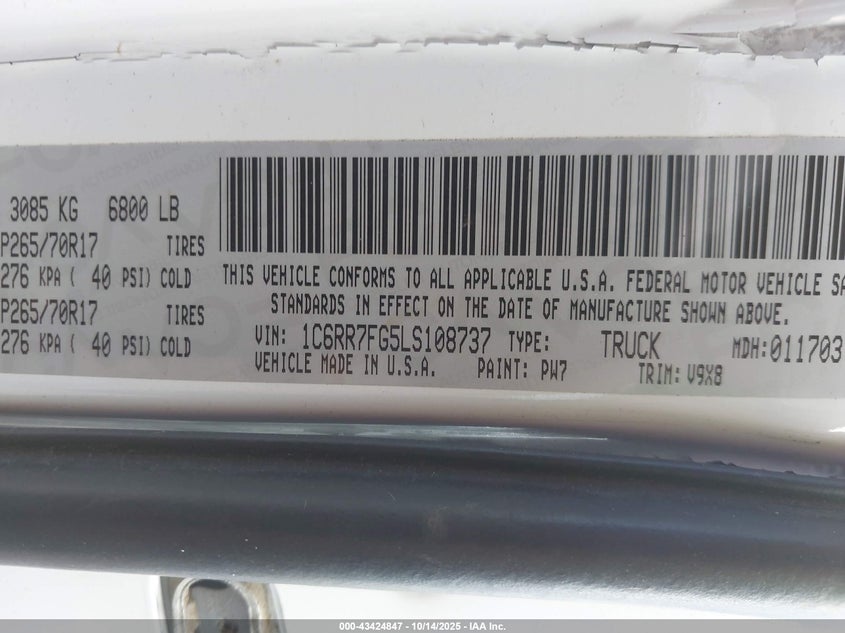 3085 KG 6800 LB
P265/70R17 TIRES
276 KPA ( 40 PSI) COLD
P265/70R17 TIRES
276 KPA ( 40 PSI) COLD
THIS VEHICLE CONFORMS TO ALL APPLICABLE U.S.A. FEDERAL MOTOR VEHICLE SA
STANDARDS IN EFFECT ON THE DATE OF MANUFACTURE SHOWN ABOVE.
VIN: 1C6RR7FG5LS108737 TYPE: TRUCK MDH:011703
VEHICLE MADE IN U.S.A. PAINT: PW7 TRIM: V9X8
000-43424847 | 10/14/2025 - IAA Inc.